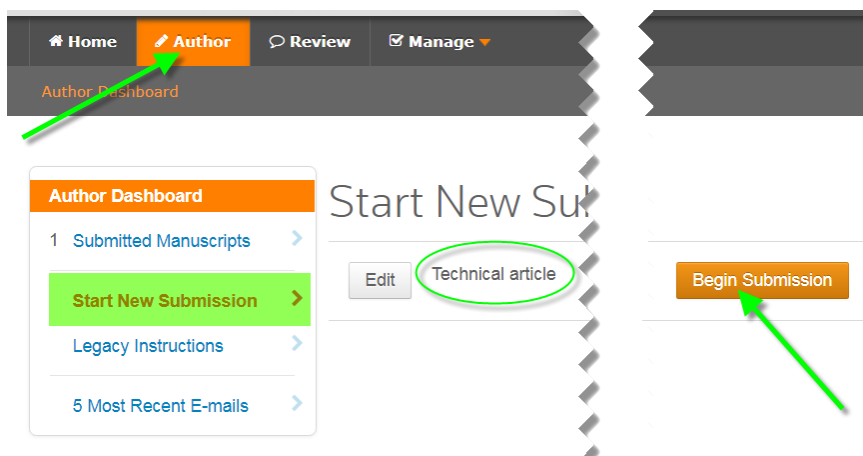 Home Author Review Manage
Author Dashboard
Author Dashboard
1 Submitted Manuscripts
Start New Submission
Legacy Instructions
5 Most Recent E-mails
Start New Su
Edit Technical article Begin Submission